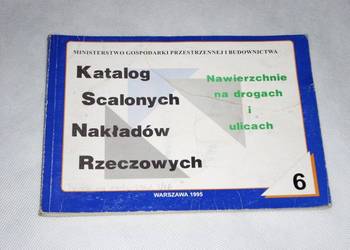 MINISTERSTWO GOSPODARKI PRZESTRZENNEJ I BUDOWNICTWA
Katalog
Scalonych
Nakładów
Rzeczowych
Nawierzchnie
na drogach
i
ulicach
6
WARSZAWA 1995